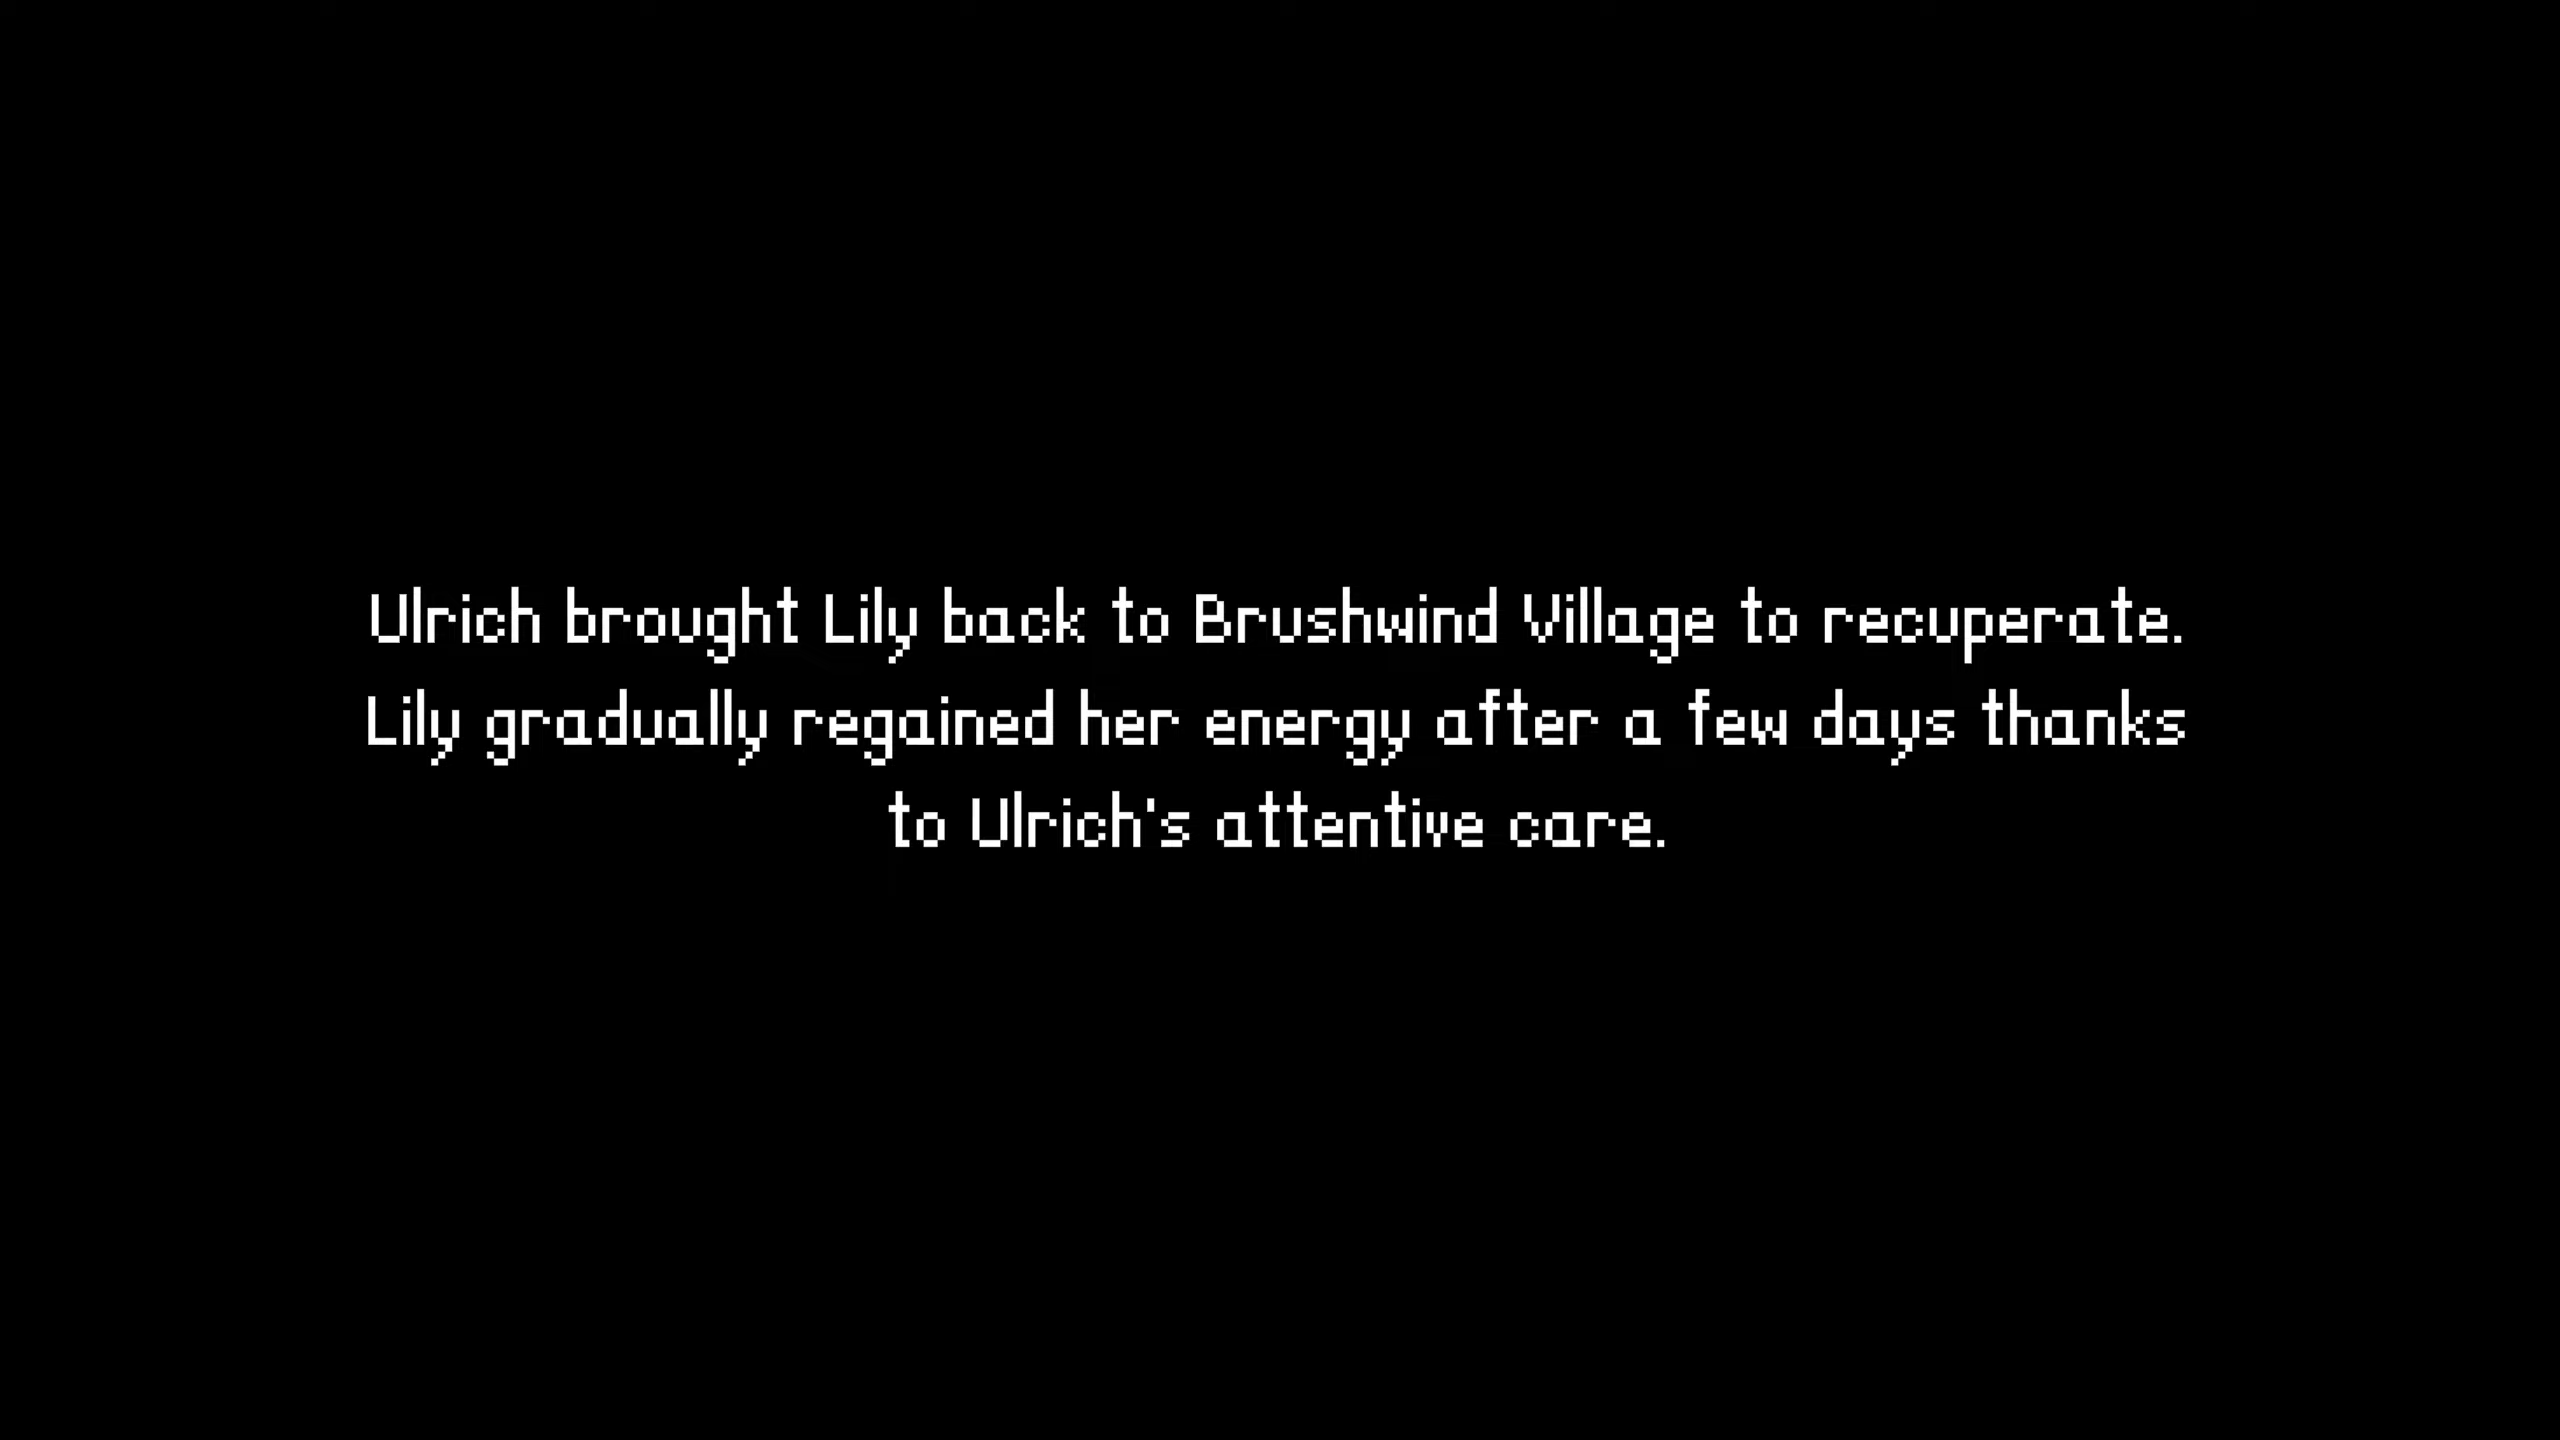 Ulrich brought Lily back to Brushwind Village to recuperate.
Lily gradually regained her energy after a few days thanks
to Ulrich's attentive care.